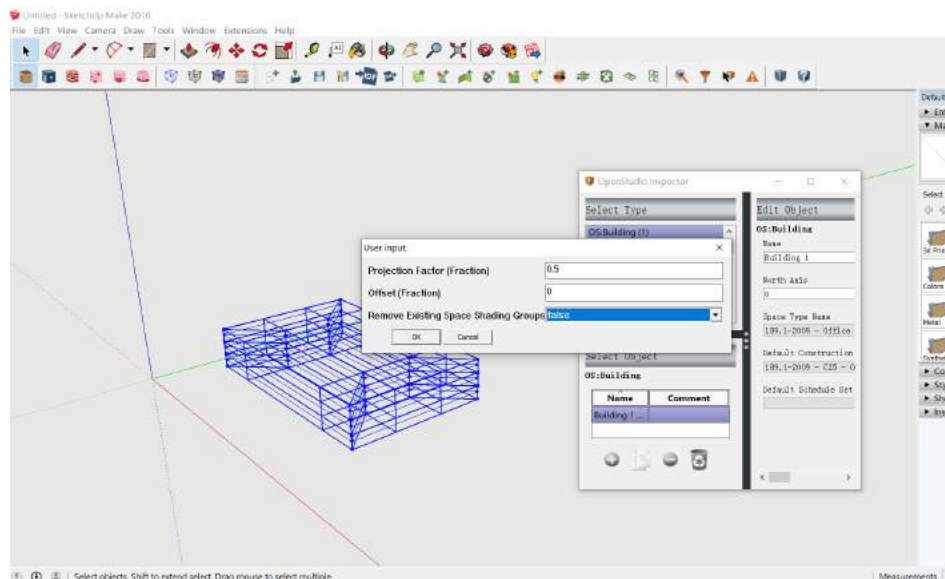 Untitled - SketchUp Make 2016
File Edit View Camera Draw Tools Window Extensions Help
Default
Select
Colors
Metal
OpenStudio Inspector
Select Type
OS:Building (1)
Edit Object
OS:Building
Name
Building 1
North Axis
0
Space Type Name
189.1-2009 - Office
Default Construction
189.1-2009 - CZ5 - O
Default Schedule Set
User input.
Projection Factor (Fraction)
0.5
Offset (Fraction)
0
Remove Existing Space Shading Groups
false
OK
Cancel
Select Object
OS:Building
Name Comment
Building 1 ...
Select objects. Shift to extend select. Drag mouse to select multiple.
Measurements